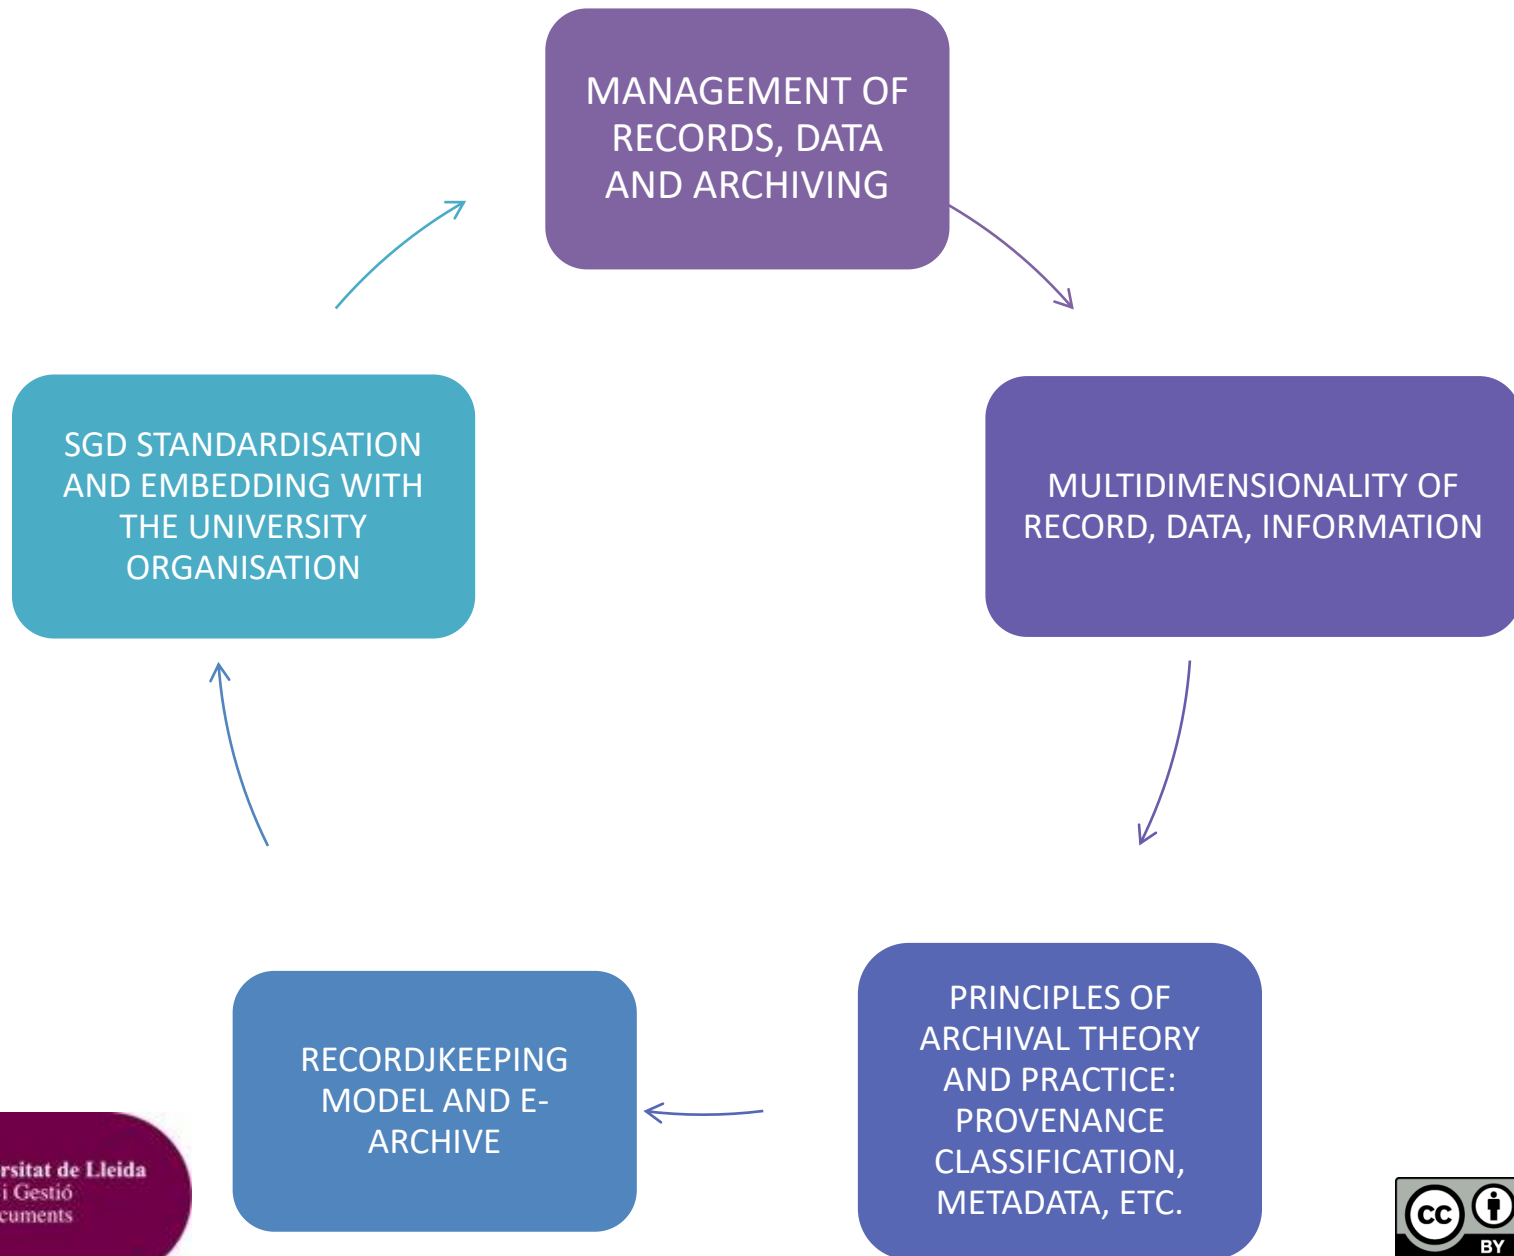 MANAGEMENT OF
RECORDS, DATA
AND ARCHIVING
MULTIDIMENSIONALITY OF
RECORD, DATA, INFORMATION
PRINCIPLES OF
ARCHIVAL THEORY
AND PRACTICE:
PROVENANCE
CLASSIFICATION,
METADATA, ETC.
RECORDJKEEPING
MODEL AND E-
ARCHIVE
SGD STANDARDISATION
AND EMBEDDING WITH
THE UNIVERSITY
ORGANISATION
rsitat de Lleida
i Gestió
cuments
CC
BY